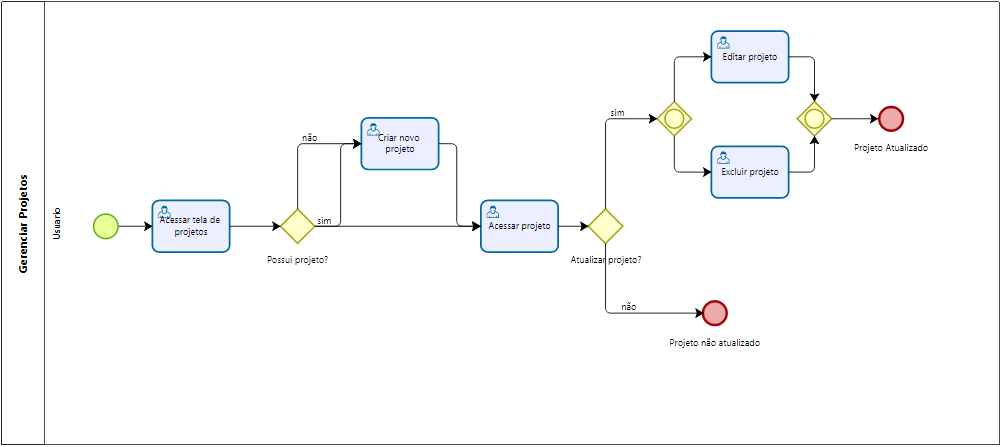 Gerenciar Projetos
Usuario
Acessar tela de
projetos
Possui projeto?
não
sim
Criar novo
projeto
Acessar projeto
Atualizar projeto?
sim
não
Editar projeto
Excluir projeto
Projeto Atualizado
Projeto não atualizado